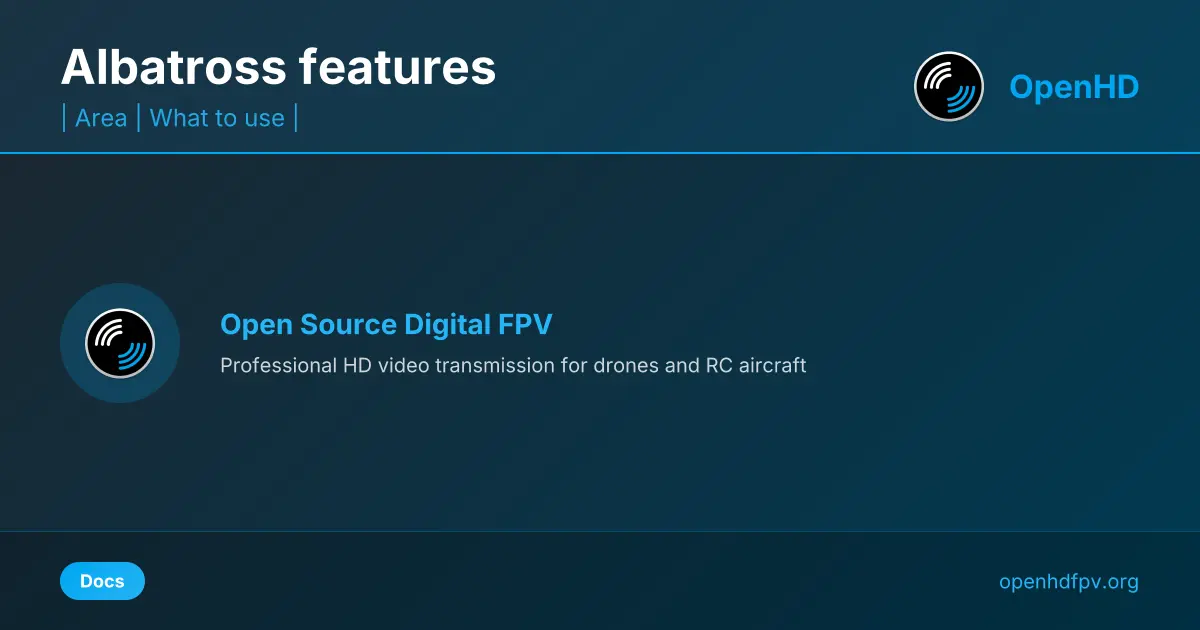 Albatross features
| Area | What to use |
OpenHD
Open Source Digital FPV
Professional HD video transmission for drones and RC aircraft
Docs
openhdfpv.org